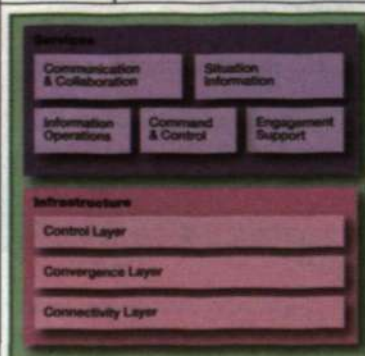 Services
Communication
& Collaboration
Situation
Information
Information
Operations
Command
& Control
Engagement
Support
Infrastructure
Control Layer
Convergence Layer
Connectivity Layer